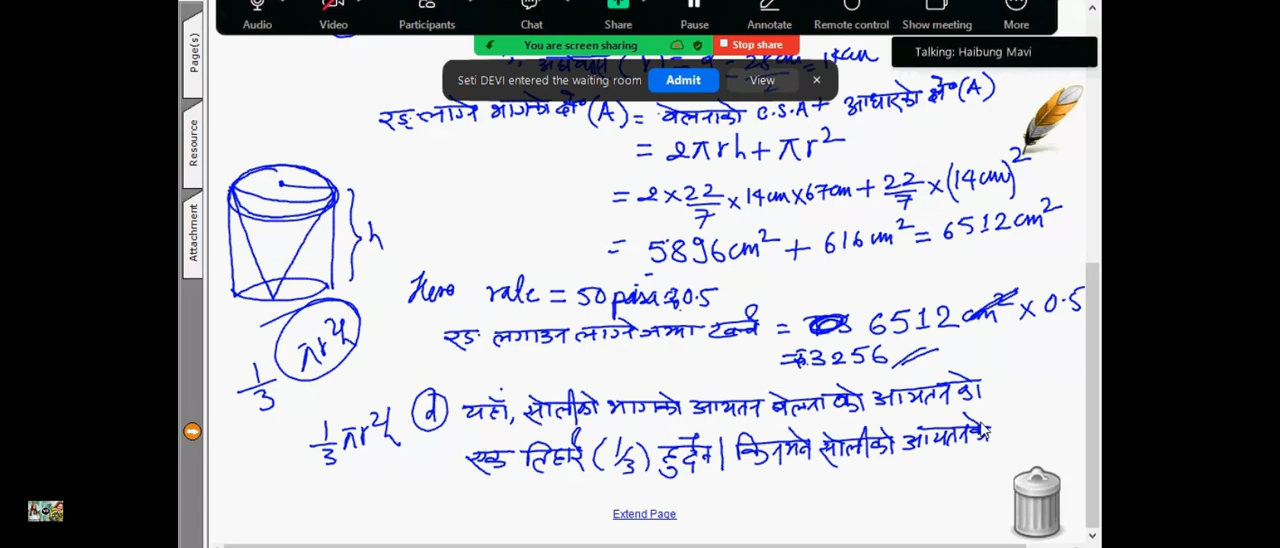 Audio Video Participants Chat Share Pause Annotate Remote control Show meeting More
You are screen sharing Stop share
Talking: Haibung Mavi
Seti DEVI entered the waiting room Admit View ×
Page(s)
Resource
Attachment
रङ्ग लाग्ने भागको क्षे॰ (A) = बेलनाको C.S.A + आधारको क्षे॰ (A)
= 2πrh + πr²
= 2 × 22/7 × 14cm × 67cm + 22/7 × (14cm)²
= 5896cm² + 616cm² = 6512cm²
h
Here rate = 50 paisa = 0.5
रङ लगाउन लाग्ने जम्मा खर्च = 6512 cm² × 0.5
= 3256
1/3 πr²h
1/3 πr²h
(d) यहाँ, सोलीको भागको आयतन बेलनाको आयतनको
एक तिहाई (1/3) हुँदैन। किनभने सोलीको आयतनको
Extend Page